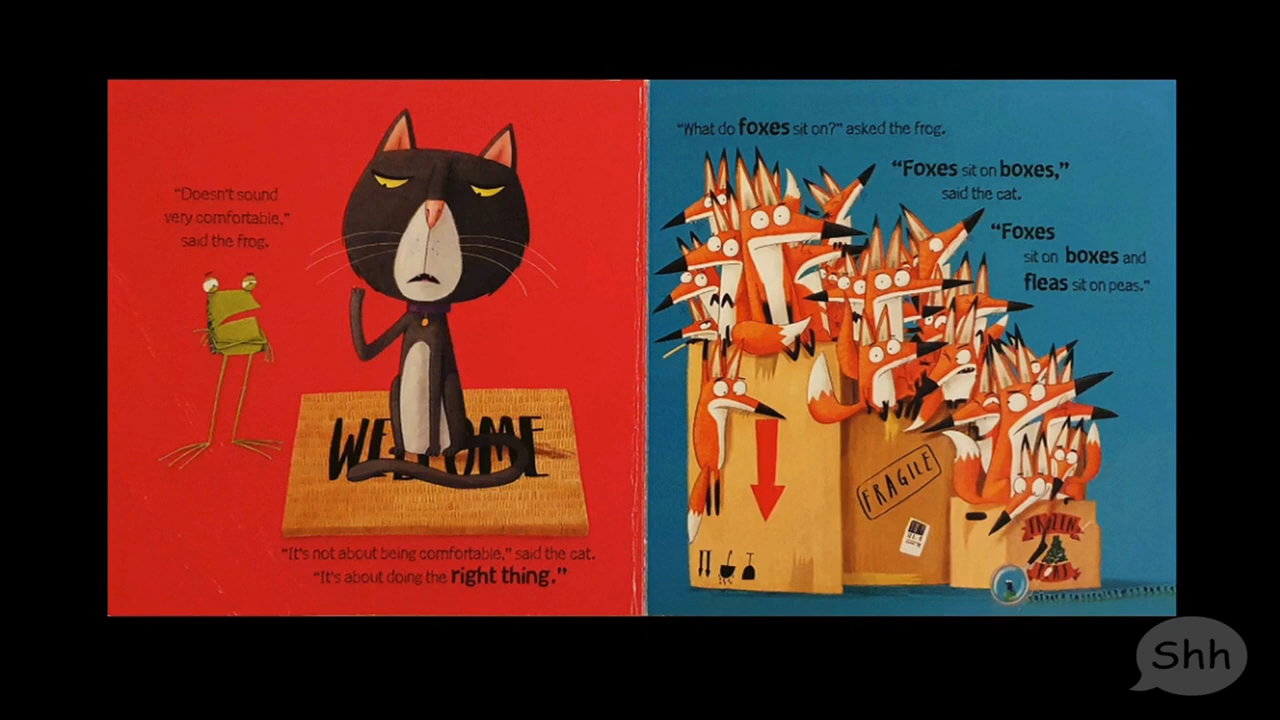 “Doesn't sound
very comfortable,”
said the frog.
WELCOME
“It's not about being comfortable,” said the cat.
“It's about doing the right thing.”
“What do foxes sit on?” asked the frog.
“Foxes sit on boxes,”
said the cat.
“Foxes
sit on boxes and
fleas sit on peas.”
FRAGILE
FROZEN
PEAS
Shh